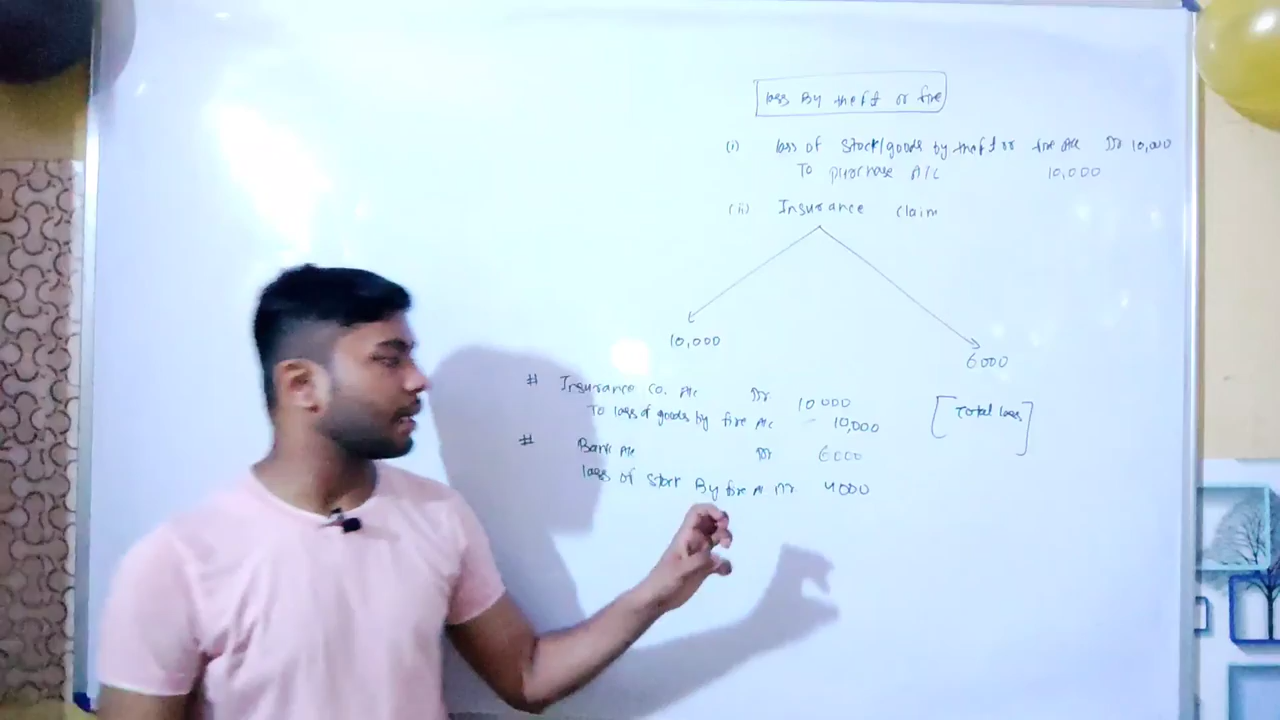 loss By theft or fire
(i) loss of stock/goods by theft or fire A/c Dr 10,000
To purchase A/c 10,000
(ii) Insurance claim
10,000
6000
# Insurance co. A/c Dr 10000
To loss of goods by fire A/c 10,000
[Total loss]
# Bank A/c Dr 6000
loss of stock By fire A Dr 4000